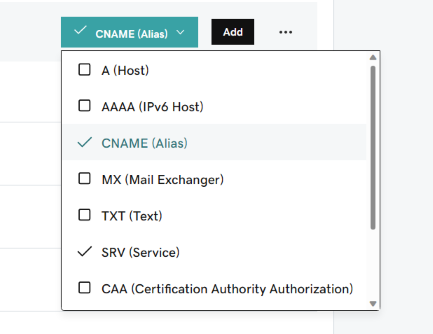 CNAME (Alias)
Add
A (Host)
AAAA (IPv6 Host)
CNAME (Alias)
MX (Mail Exchanger)
TXT (Text)
SRV (Service)
CAA (Certification Authority Authorization)